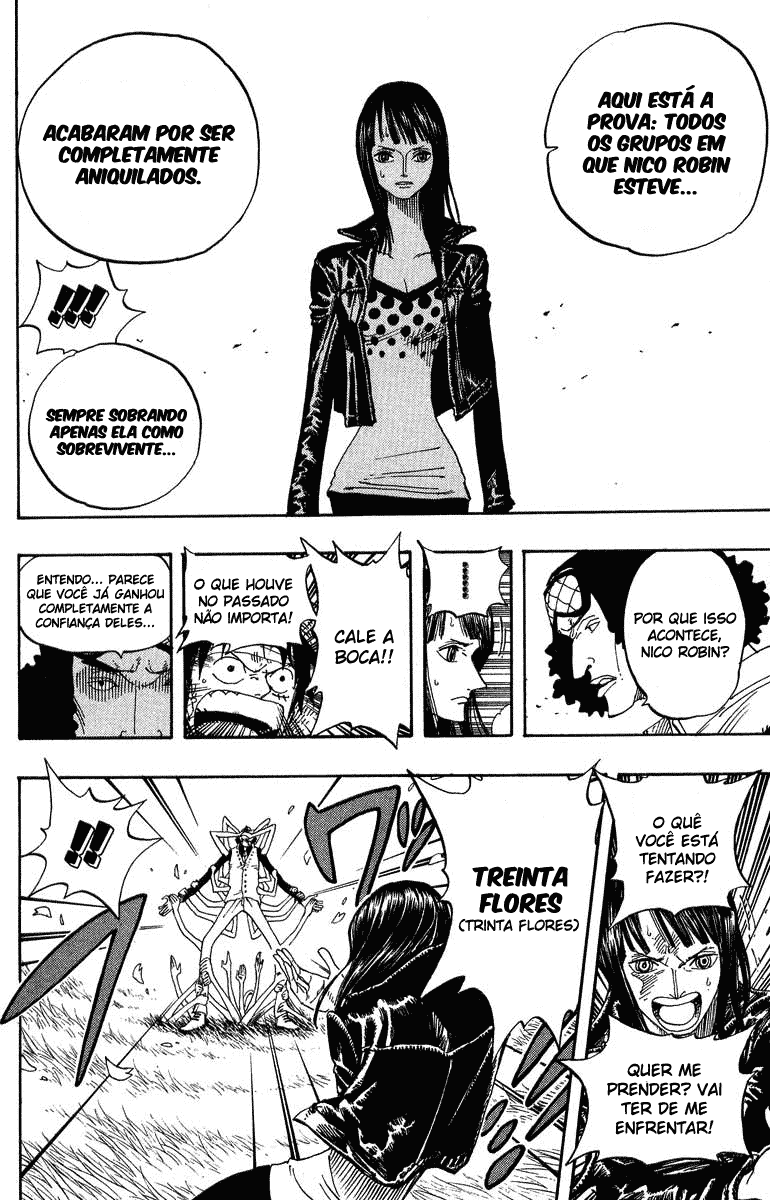 AQUI ESTÁ A
PROVA: TODOS
OS GRUPOS EM
QUE NICO ROBIN
ESTEVE...
ACABARAM POR SER
COMPLETAMENTE
ANIQUILADOS.
!!!!
SEMPRE SOBRANDO
APENAS ELA COMO
SOBREVIVENTE...
POR QUE ISSO
ACONTECE,
NICO ROBIN?
......
CALE A
BOCA!!
O QUE HOUVE
NO PASSADO
NÃO IMPORTA!
ENTENDO... PARECE
QUE VOCÊ JÁ GANHOU
COMPLETAMENTE A
CONFIANÇA DELES...
O QUÊ
VOCÊ ESTÁ
TENTANDO
FAZER?!
QUER ME
PRENDER? VAI
TER DE ME
ENFRENTAR!
TREINTA
FLORES
(TRINTA FLORES)
!!